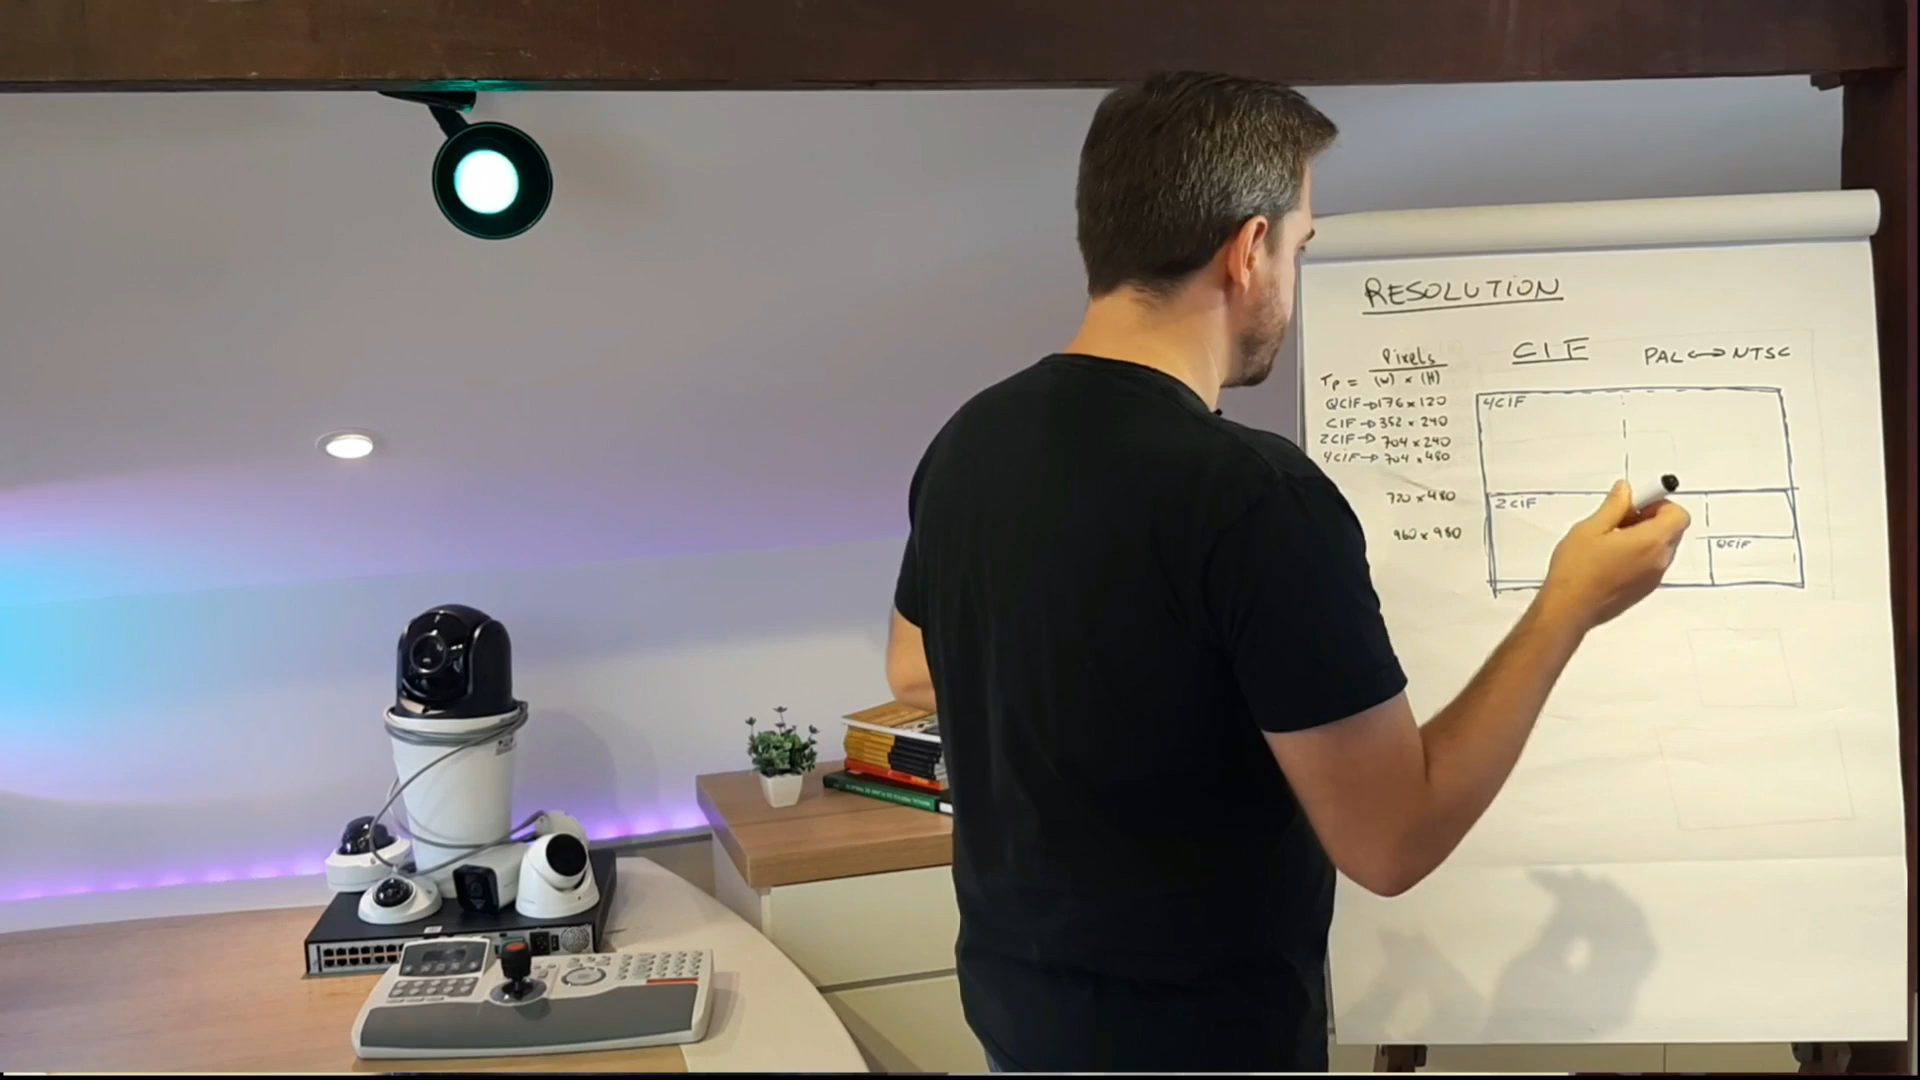 RESOLUTION
Pixels
CIF
PAL ↔ NTSC
TP = (W) x (H)
QCIF → 176 x 120
CIF → 352 x 240
2CIF → 704 x 240
4CIF → 704 x 480
720 x 480
960 x 980
4CIF
2CIF
QCIF